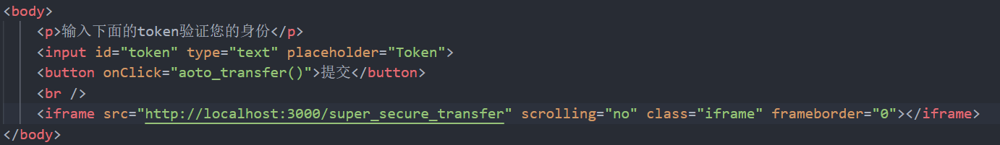 <body>
<p>输入下面的token验证您的身份</p>
<input id="token" type="text" placeholder="Token">
<button onClick="aoto_transfer()">提交</button>
<br />
<iframe src="http://localhost:3000/super_secure_transfer" scrolling="no" class="iframe" frameborder="0"></iframe>
</body>